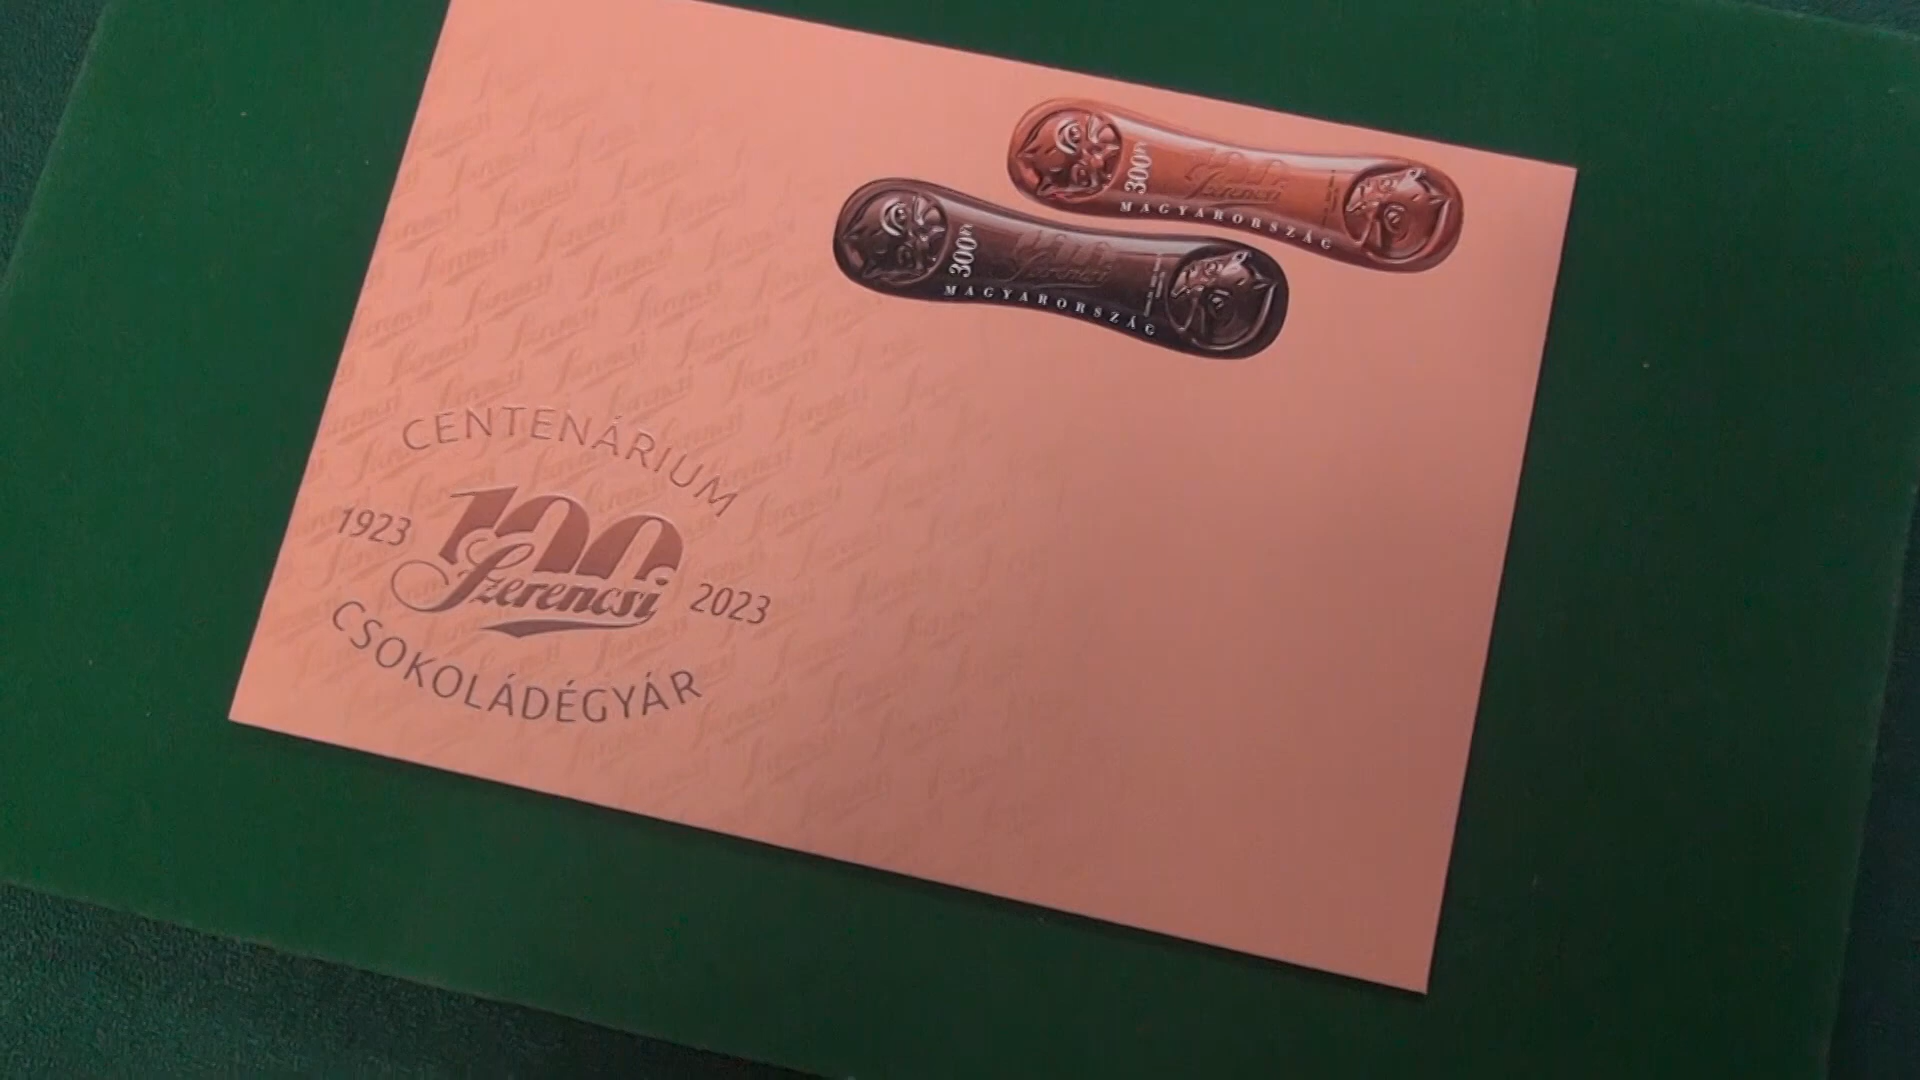 300Ft
Szerencsi
MAGYARORSZÁG
300Ft
Szerencsi
MAGYARORSZÁG
CENTENÁRIUM
1923
100
Szerencsi
2023
CSOKOLÁDÉGYÁR